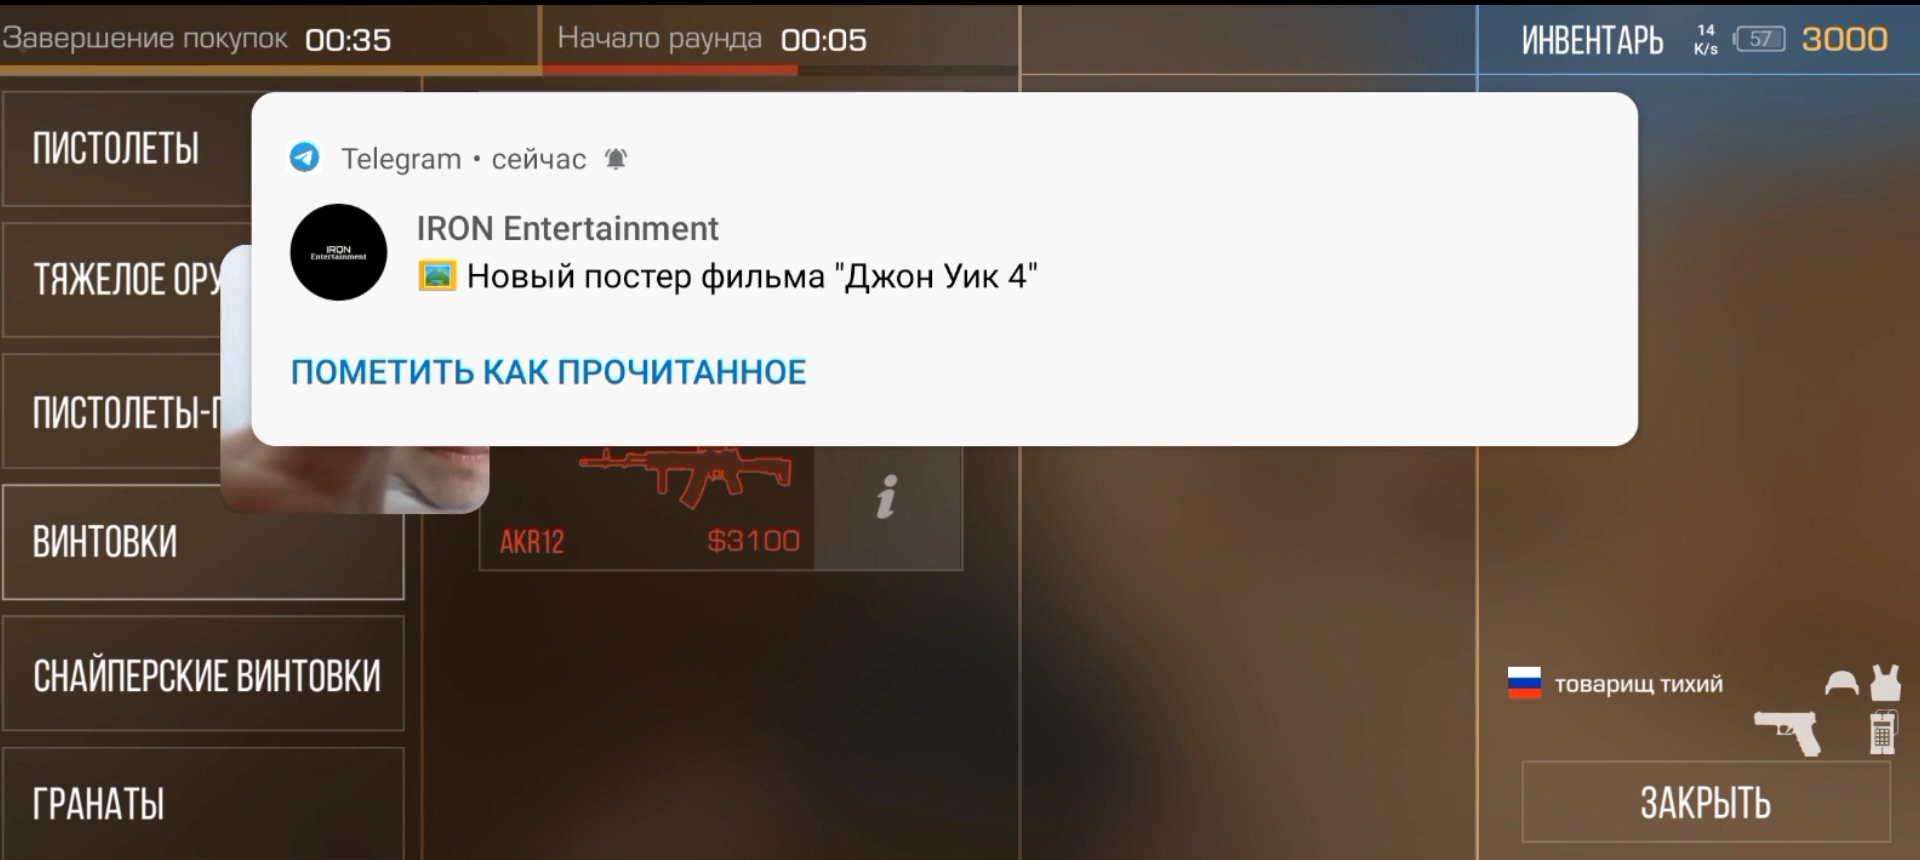 Завершение покупок 00:35
Начало раунда 00:05
ИНВЕНТАРЬ 14 K/s 57 3000
ПИСТОЛЕТЫ
Telegram • сейчас
IRON Entertainment
IRON Entertainment
🖼 Новый постер фильма "Джон Уик 4"
ПОМЕТИТЬ КАК ПРОЧИТАННОЕ
ТЯЖЕЛОЕ ОРУ
ПИСТОЛЕТЫ-П
ВИНТОВКИ
AKR12 $3100
i
СНАЙПЕРСКИЕ ВИНТОВКИ
товарищ тихий
ГРАНАТЫ
ЗАКРЫТЬ